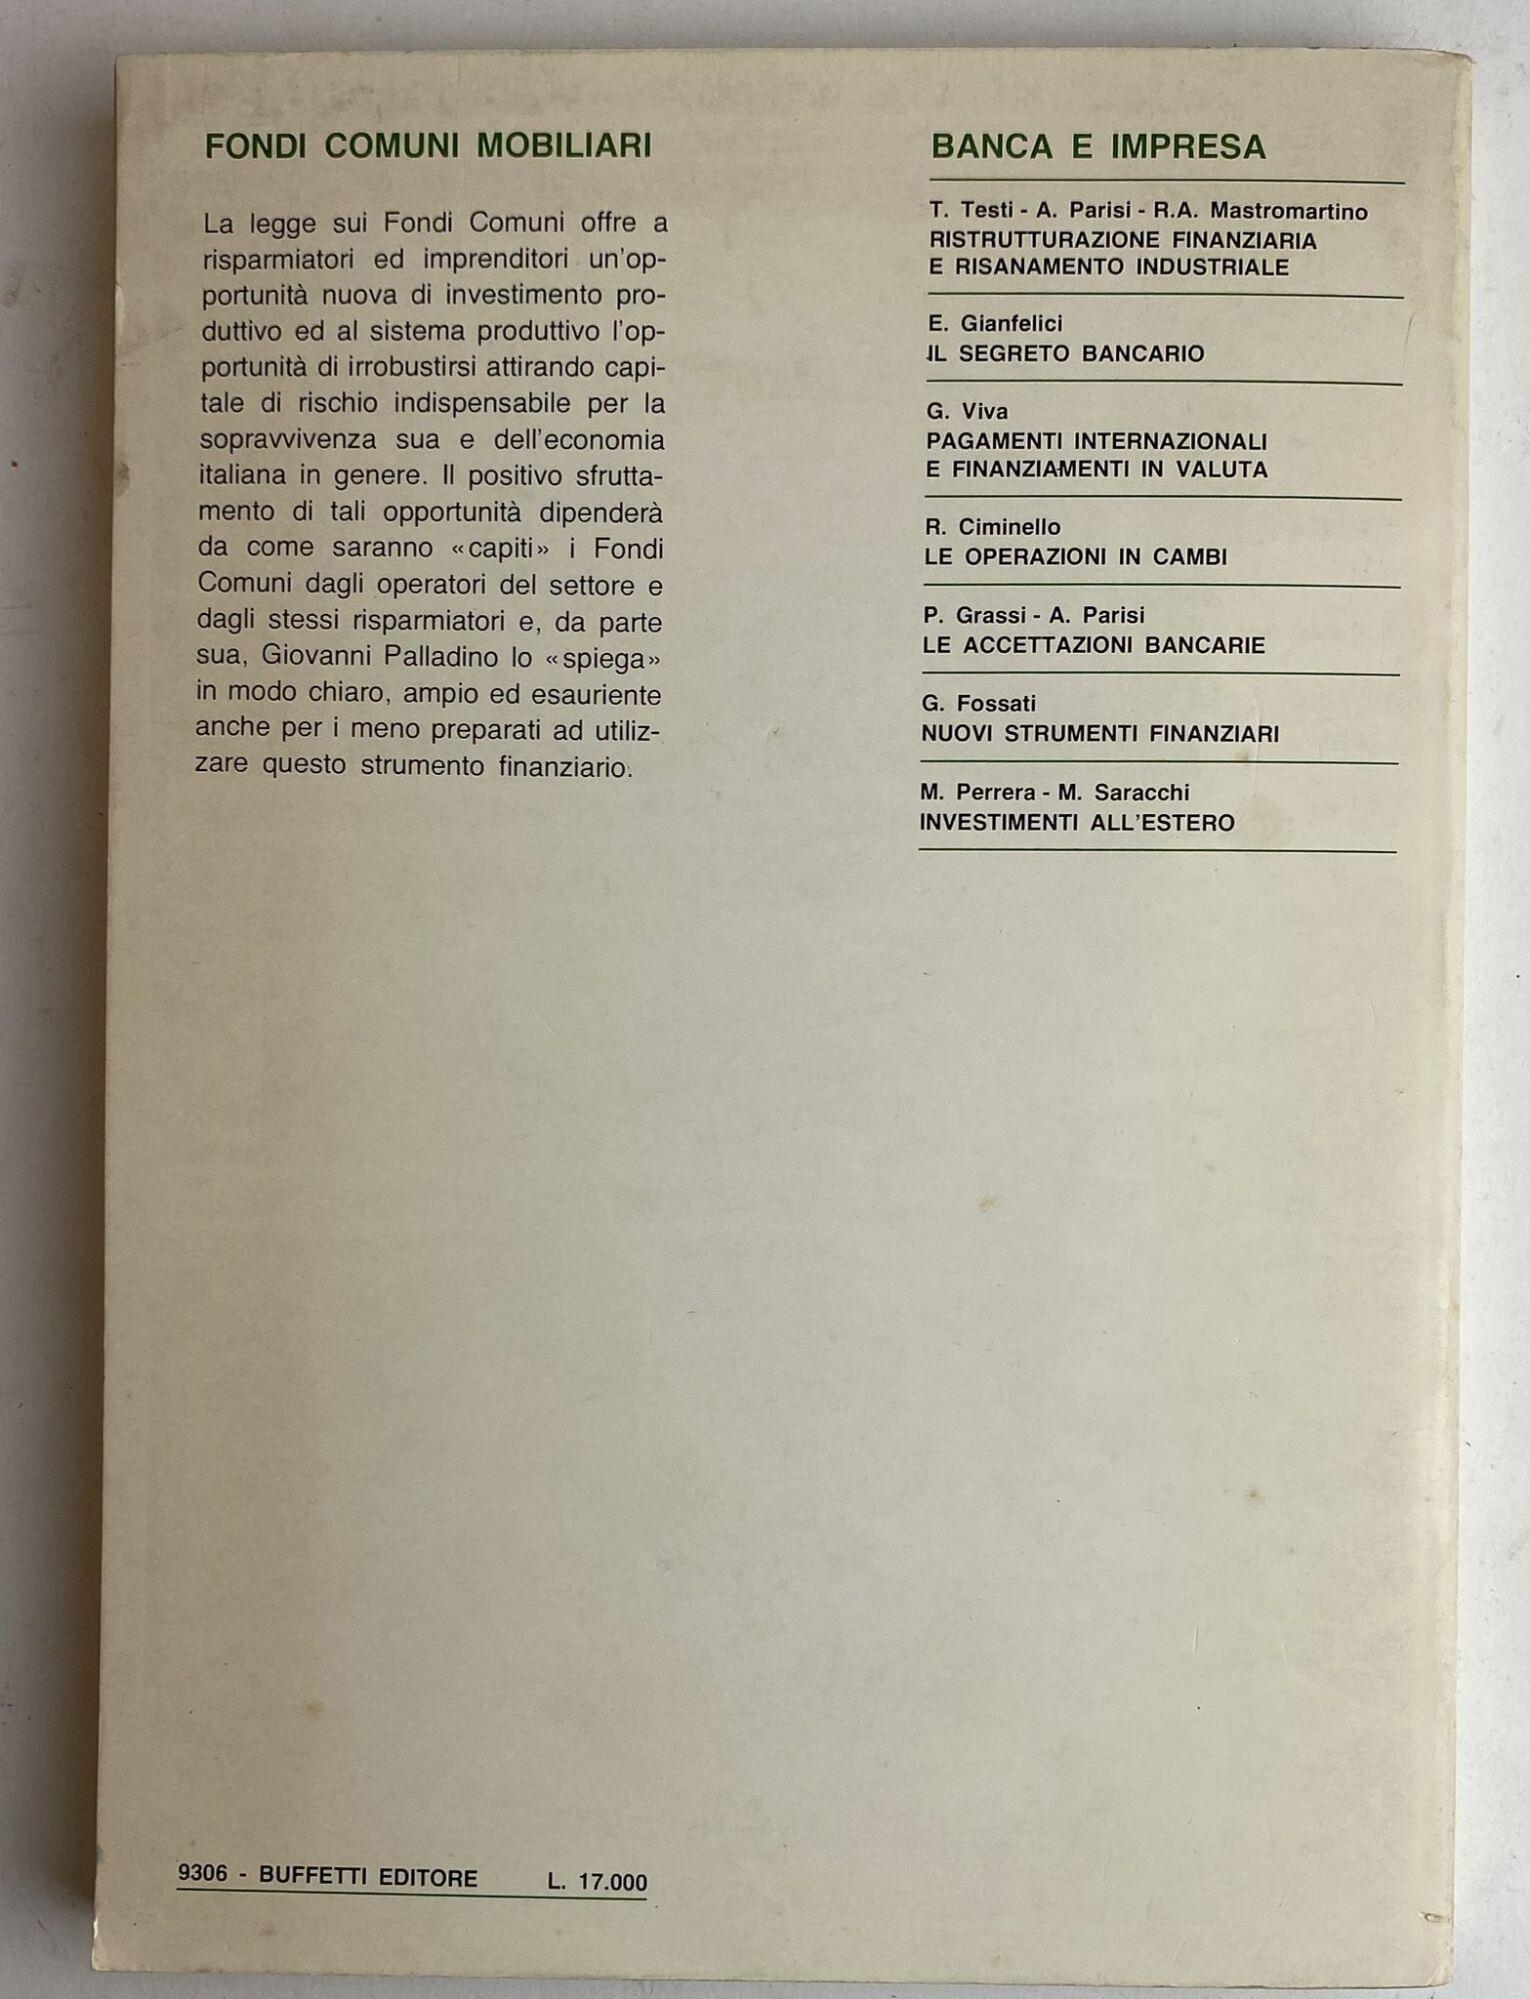 FONDI COMUNI MOBILIARI
La legge sui Fondi Comuni offre a
risparmiatori ed imprenditori un'op-
portunità nuova di investimento pro-
duttivo ed al sistema produttivo l'op-
portunità di irrobustirsi attirando capi-
tale di rischio indispensabile per la
sopravvivenza sua e dell'economia
italiana in genere. Il positivo sfrutta-
mento di tali opportunità dipenderà
da come saranno «capiti» i Fondi
Comuni dagli operatori del settore e
dagli stessi risparmiatori e, da parte
sua, Giovanni Palladino lo «spiega»
in modo chiaro, ampio ed esauriente
anche per i meno preparati ad utiliz-
zare questo strumento finanziario.
BANCA E IMPRESA
T. Testi - A. Parisi - R.A. Mastromartino
RISTRUTTURAZIONE FINANZIARIA
E RISANAMENTO INDUSTRIALE
E. Gianfelici
IL SEGRETO BANCARIO
G. Viva
PAGAMENTI INTERNAZIONALI
E FINANZIAMENTI IN VALUTA
R. Ciminello
LE OPERAZIONI IN CAMBI
P. Grassi - A. Parisi
LE ACCETTAZIONI BANCARIE
G. Fossati
NUOVI STRUMENTI FINANZIARI
M. Perrera - M. Saracchi
INVESTIMENTI ALL'ESTERO
9306 - BUFFETTI EDITORE L. 17.000